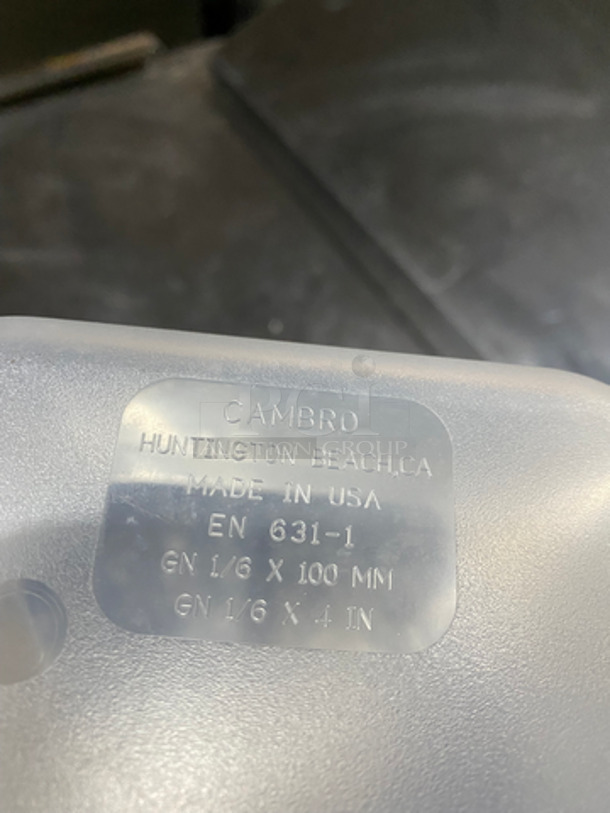 CAMBRO
HUNTINGTON BEACH,CA
MADE IN USA
EN 631-1
GN 1/6 X 100 MM
GN 1/6 X 4 IN